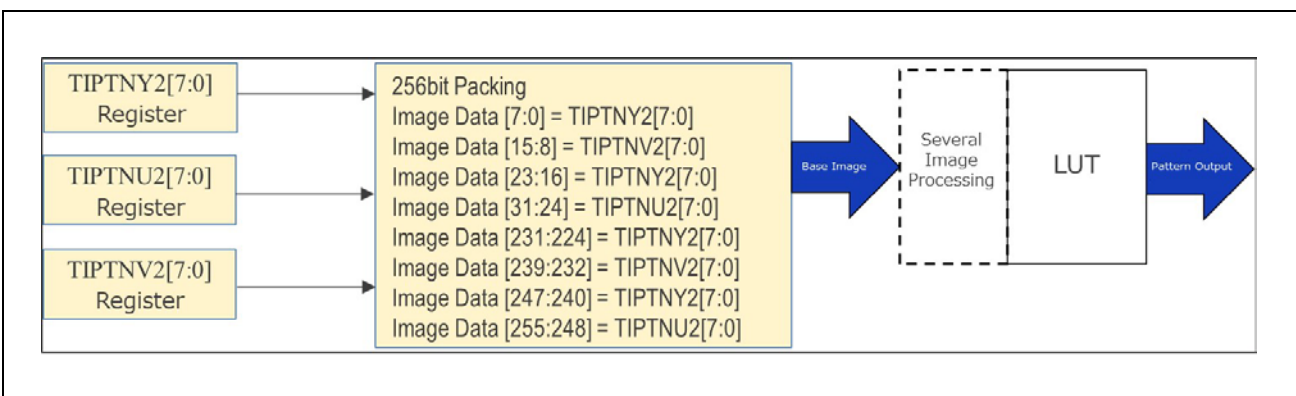 TIPTNY2[7:0]
Register
TIPTNU2[7:0]
Register
TIPTNV2[7:0]
Register
256bit Packing
Image Data [7:0] = TIPTNY2[7:0]
Image Data [15:8] = TIPTNV2[7:0]
Image Data [23:16] = TIPTNY2[7:0]
Image Data [31:24] = TIPTNU2[7:0]
Image Data [231:224] = TIPTNY2[7:0]
Image Data [239:232] = TIPTNV2[7:0]
Image Data [247:240] = TIPTNY2[7:0]
Image Data [255:248] = TIPTNU2[7:0]
Base Image
Several
Image
Processing
LUT
Pattern Output